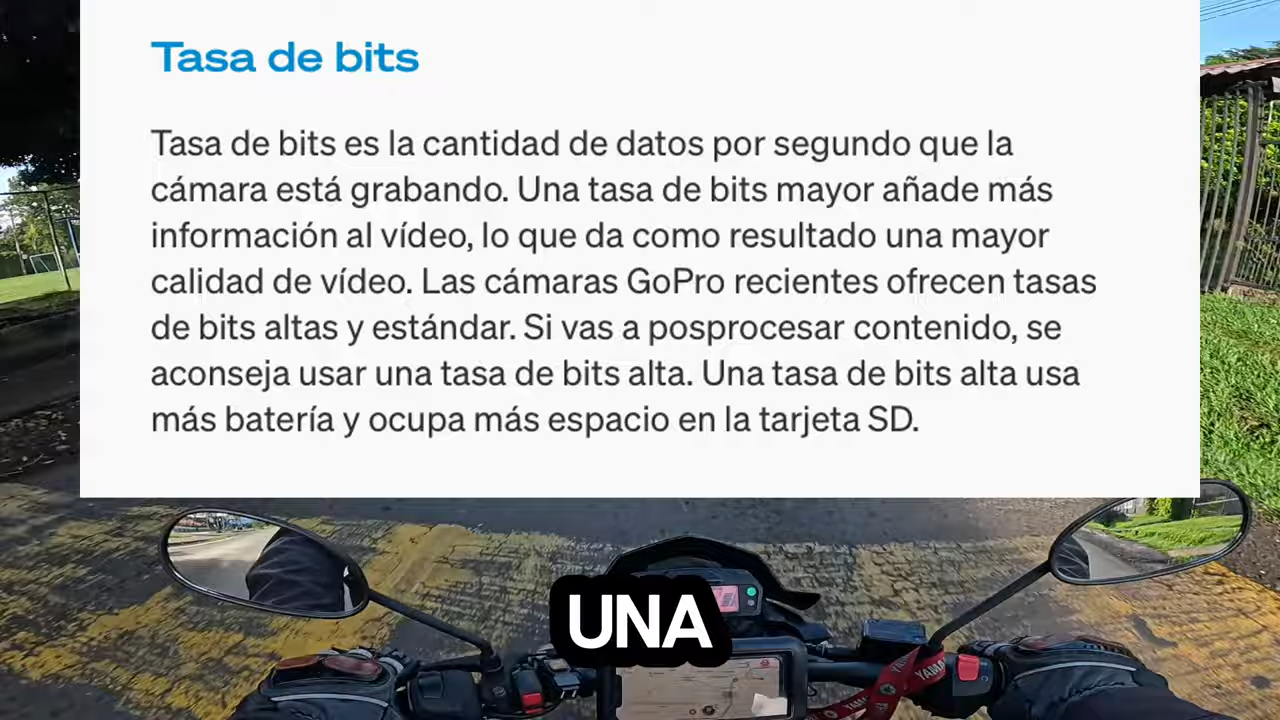 Tasa de bits
Tasa de bits es la cantidad de datos por segundo que la
cámara está grabando. Una tasa de bits mayor añade más
información al vídeo, lo que da como resultado una mayor
calidad de vídeo. Las cámaras GoPro recientes ofrecen tasas
de bits altas y estándar. Si vas a posprocesar contenido, se
aconseja usar una tasa de bits alta. Una tasa de bits alta usa
más batería y ocupa más espacio en la tarjeta SD.
UNA